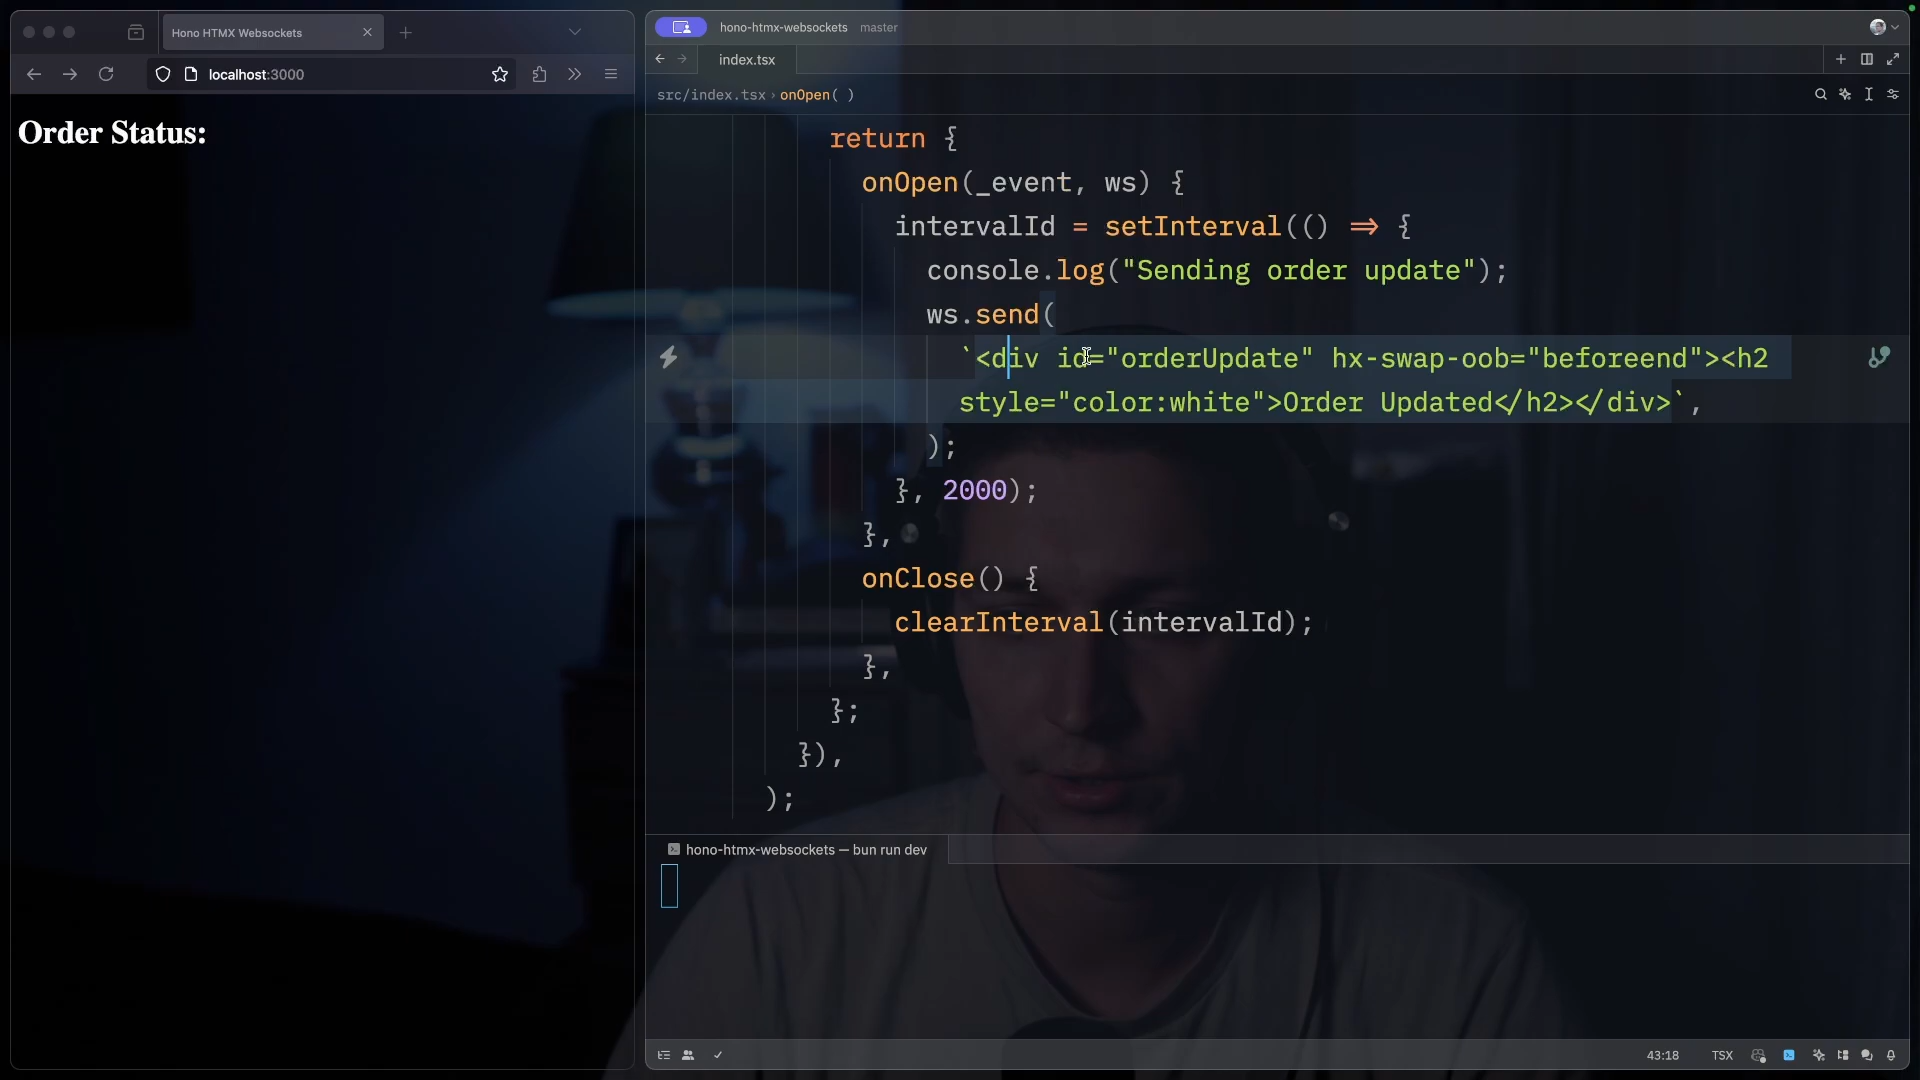 Hono HTMX Websockets
localhost:3000
Order Status:
hono-htmx-websockets master
index.tsx
src/index.tsx › onOpen( )
return {
onOpen(_event, ws) {
intervalId = setInterval(() => {
console.log("Sending order update");
ws.send(
`<div id="orderUpdate" hx-swap-oob="beforeend"><h2
style="color:white">Order Updated</h2></div>`,
);
}, 2000);
},
onClose() {
clearInterval(intervalId);
},
};
}),
);
hono-htmx-websockets — bun run dev
43:18 TSX